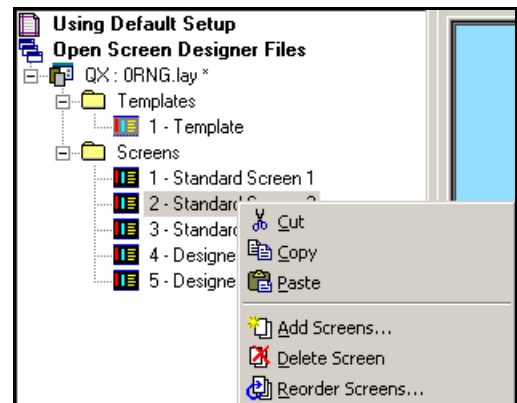 Using Default Setup
Open Screen Designer Files
QX : 0RNG.lay *
Templates
1 - Template
Screens
1 - Standard Screen 1
2 - Standard
3 - Standard
4 - Designe
5 - Designe
Cut
Copy
Paste
Add Screens...
Delete Screen
Reorder Screens...